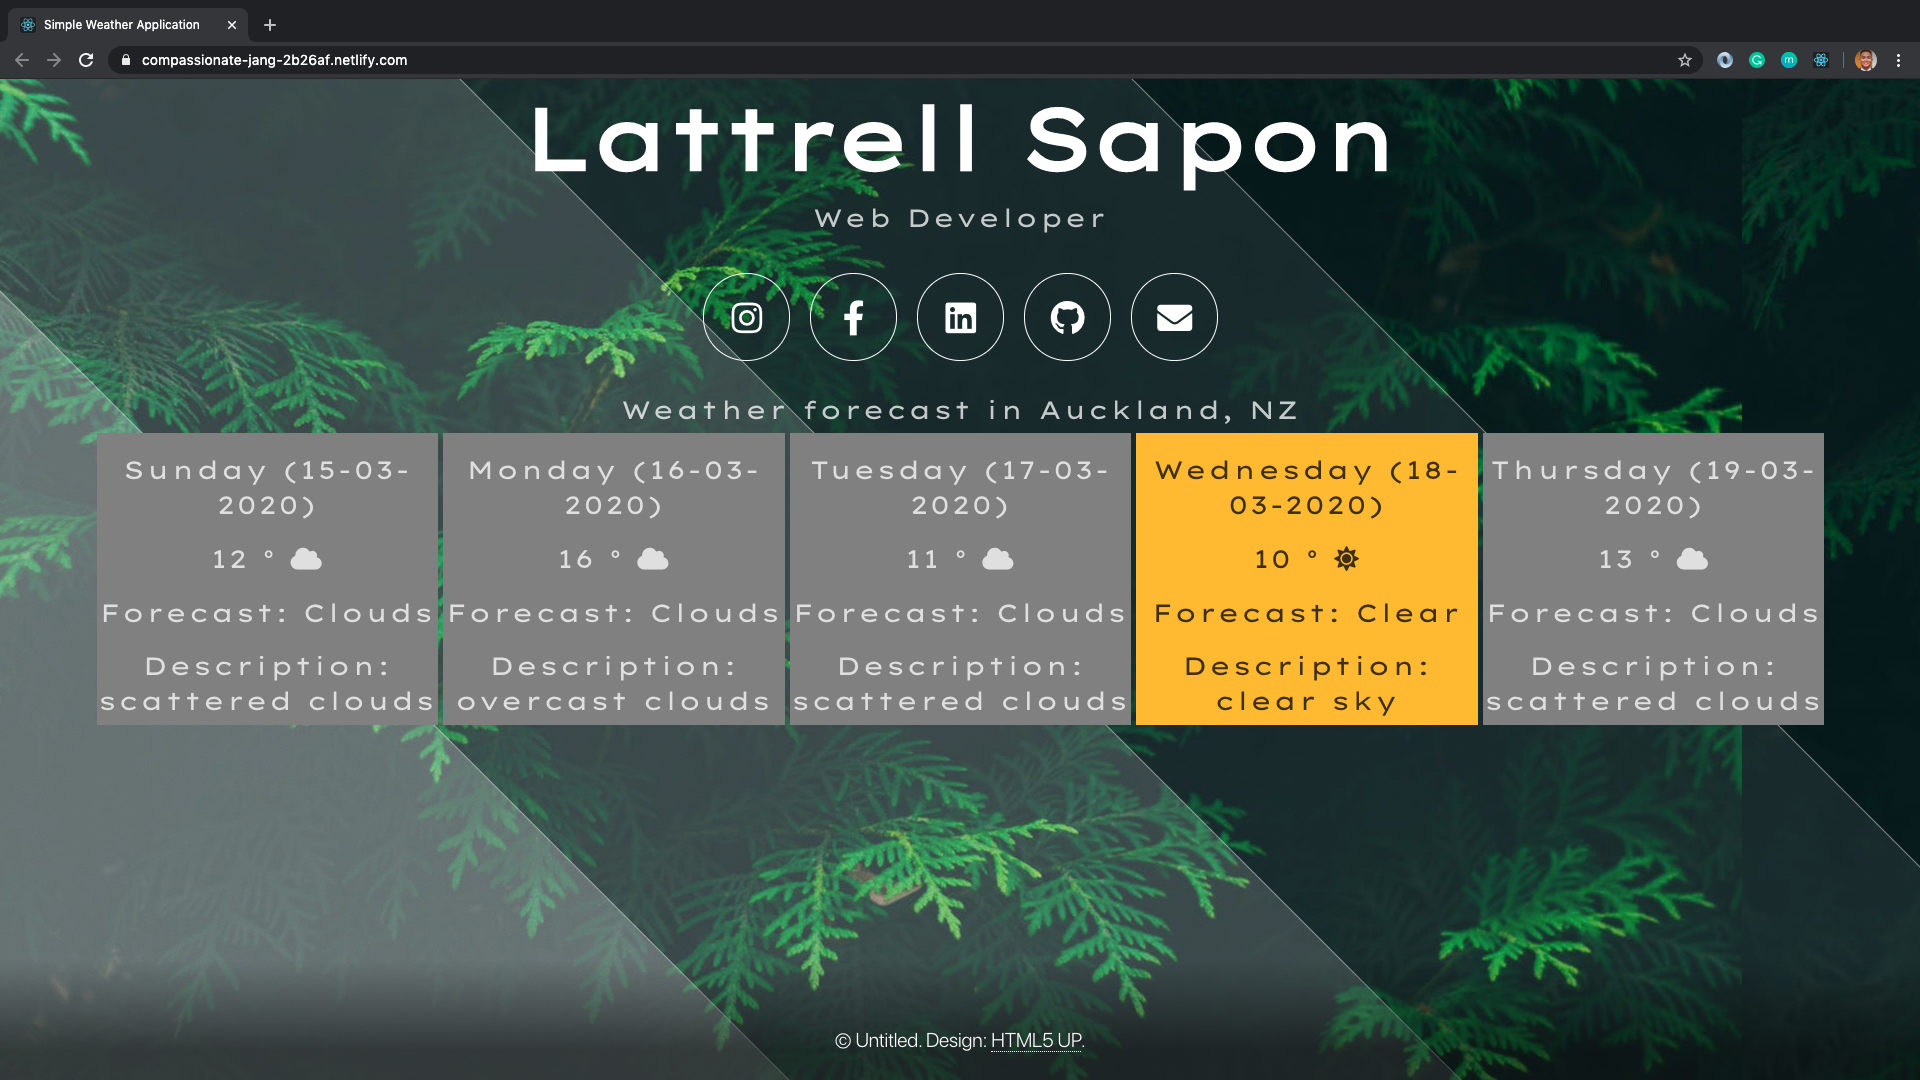 Simple Weather Application
compassionate-jang-2b26af.netlify.com
Lattrell Sapon
Web Developer
Weather forecast in Auckland, NZ
Sunday (15-03-
2020)
12 °
Forecast: Clouds
Description:
scattered clouds
Monday (16-03-
2020)
16 °
Forecast: Clouds
Description:
overcast clouds
Tuesday (17-03-
2020)
11 °
Forecast: Clouds
Description:
scattered clouds
Wednesday (18-
03-2020)
10 °
Forecast: Clear
Description:
clear sky
Thursday (19-03-
2020)
13 °
Forecast: Clouds
Description:
scattered clouds
© Untitled. Design: HTML5 UP.